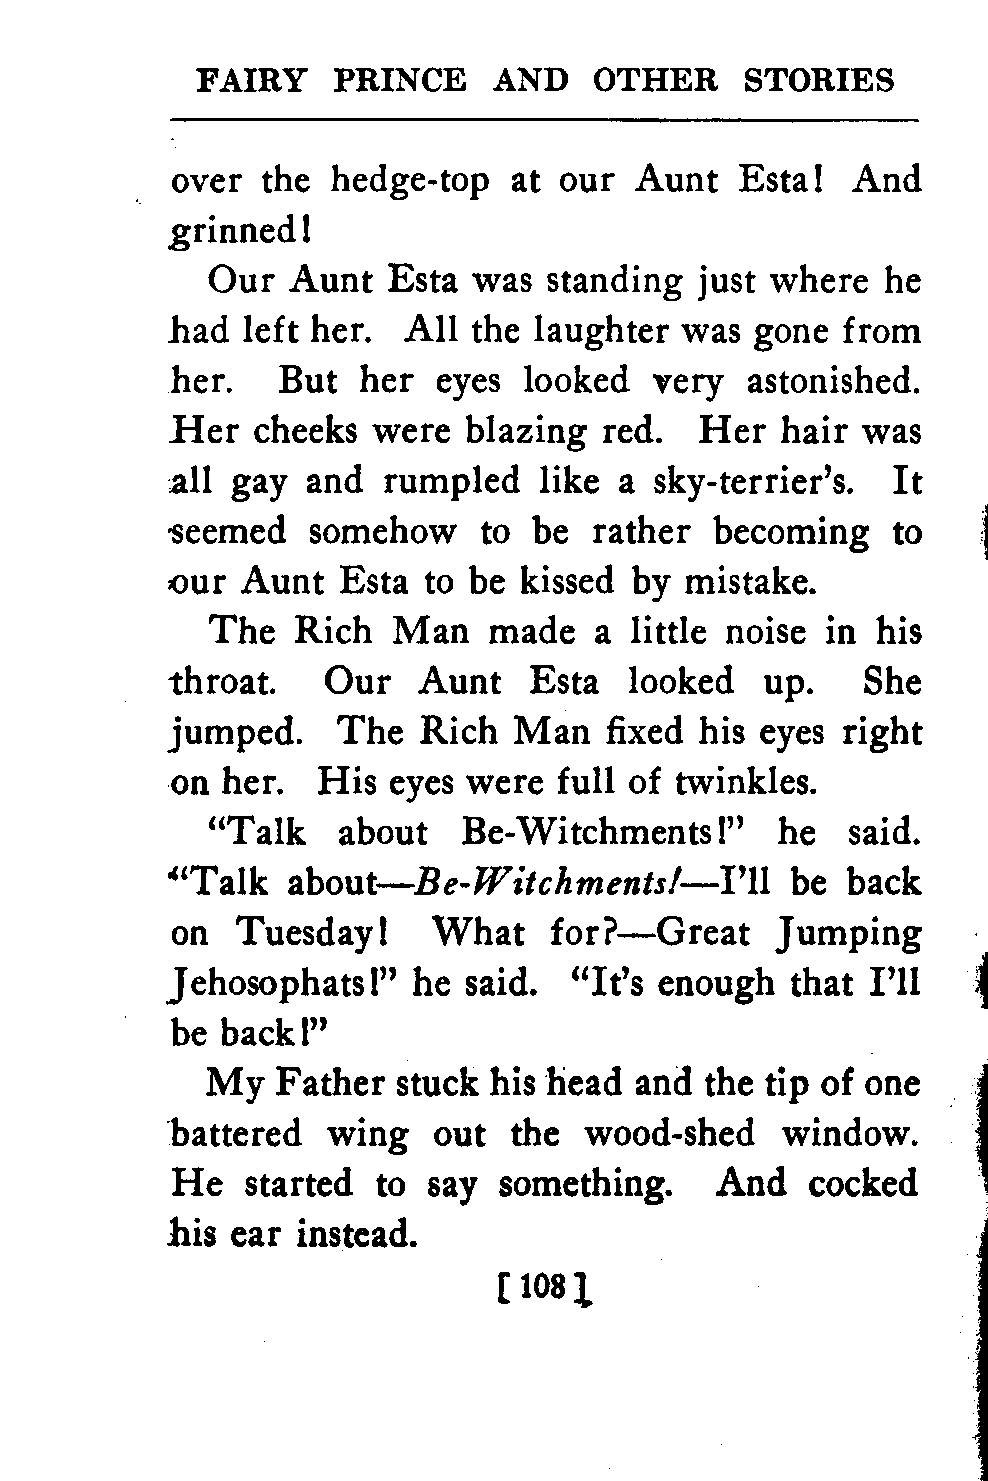 FAIRY PRINCE AND OTHER STORIES
over the hedge-top at our Aunt Esta! And
grinned!
Our Aunt Esta was standing just where he
had left her. All the laughter was gone from
her. But her eyes looked very astonished.
Her cheeks were blazing red. Her hair was
all gay and rumpled like a sky-terrier's. It
seemed somehow to be rather becoming to
our Aunt Esta to be kissed by mistake.
The Rich Man made a little noise in his
throat. Our Aunt Esta looked up. She
jumped. The Rich Man fixed his eyes right
on her. His eyes were full of twinkles.
“Talk about Be-Witchments!” he said.
“Talk about—Be-Witchments!—I’ll be back
on Tuesday! What for?—Great Jumping
Jehosophats!” he said. “It’s enough that I’ll
be back!”
My Father stuck his head and the tip of one
battered wing out the wood-shed window.
He started to say something. And cocked
his ear instead.
[ 108 ]